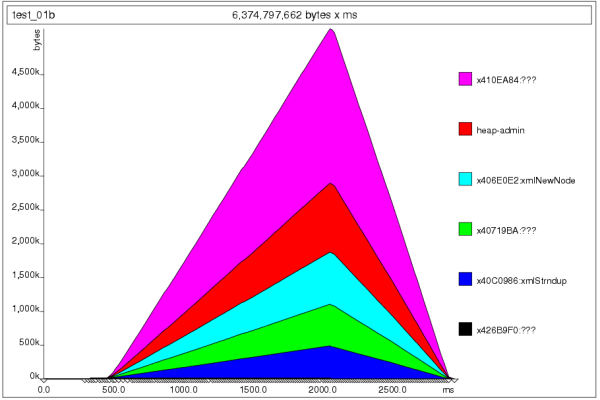 test_01b 6,374,797,662 bytes x ms
bytes
4,500k
4,000k
3,500k
3,000k
2,500k
2,000k
1,500k
1,000k
500k
0k
0.0 500.0 1000.0 1500.0 2000.0 2500.0 ms
x410EA84:???
heap-admin
x406E0E2:xmlNewNode
x40719BA:???
x40C0986:xmlStrndup
x426B9F0:???